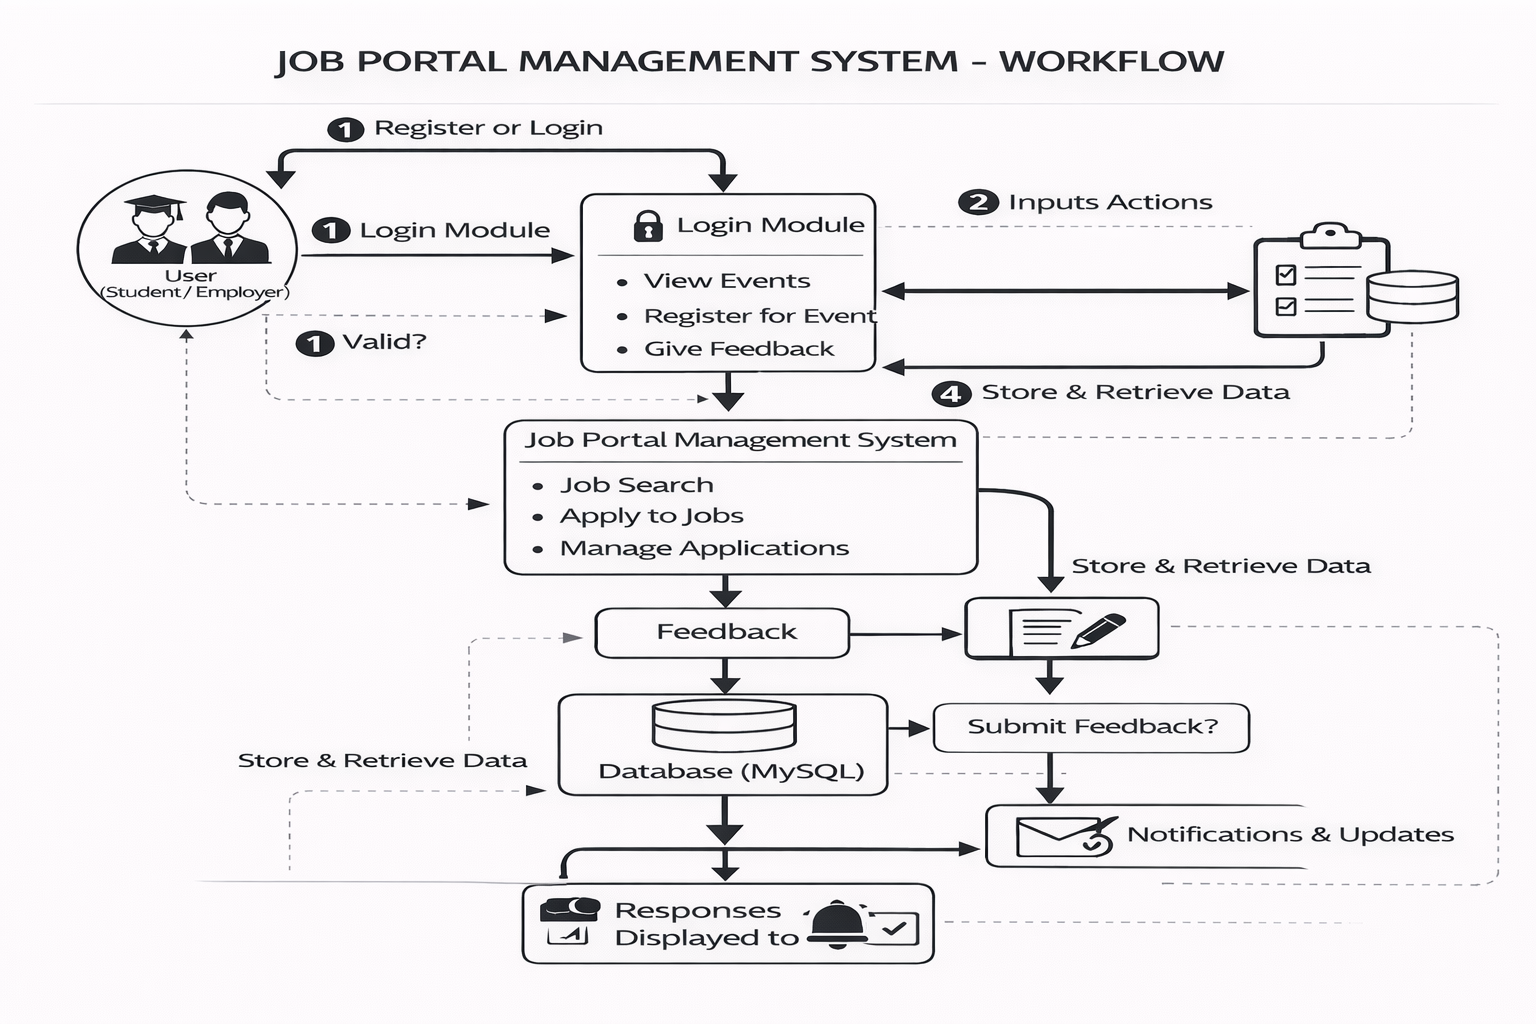 JOB PORTAL MANAGEMENT SYSTEM – WORKFLOW
1 Register or Login
1 Login Module
User
(Student / Employer)
1 Valid?
Login Module
• View Events
• Register for Event
• Give Feedback
2 Inputs Actions
4 Store & Retrieve Data
Job Portal Management System
• Job Search
• Apply to Jobs
• Manage Applications
Store & Retrieve Data
Feedback
Submit Feedback?
Store & Retrieve Data
Database (MySQL)
Notifications & Updates
Responses
Displayed to